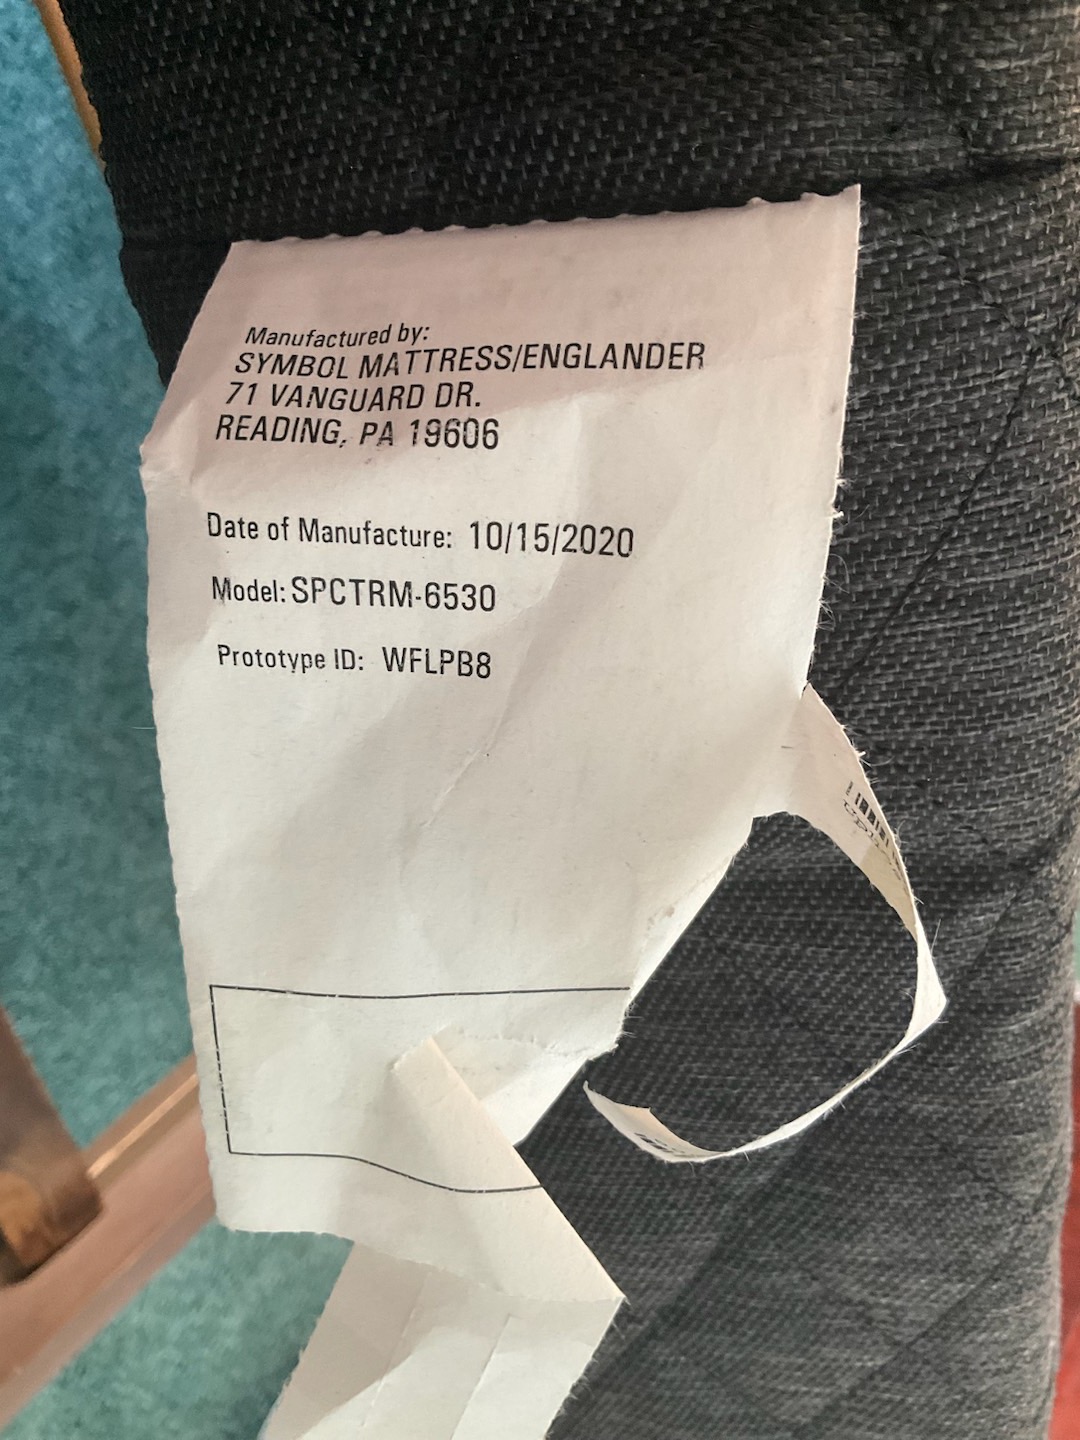 Manufactured by:
SYMBOL MATTRESS/ENGLANDER
71 VANGUARD DR.
READING, PA 19606
Date of Manufacture: 10/15/2020
Model: SPCTRM-6530
Prototype ID: WFLPB8